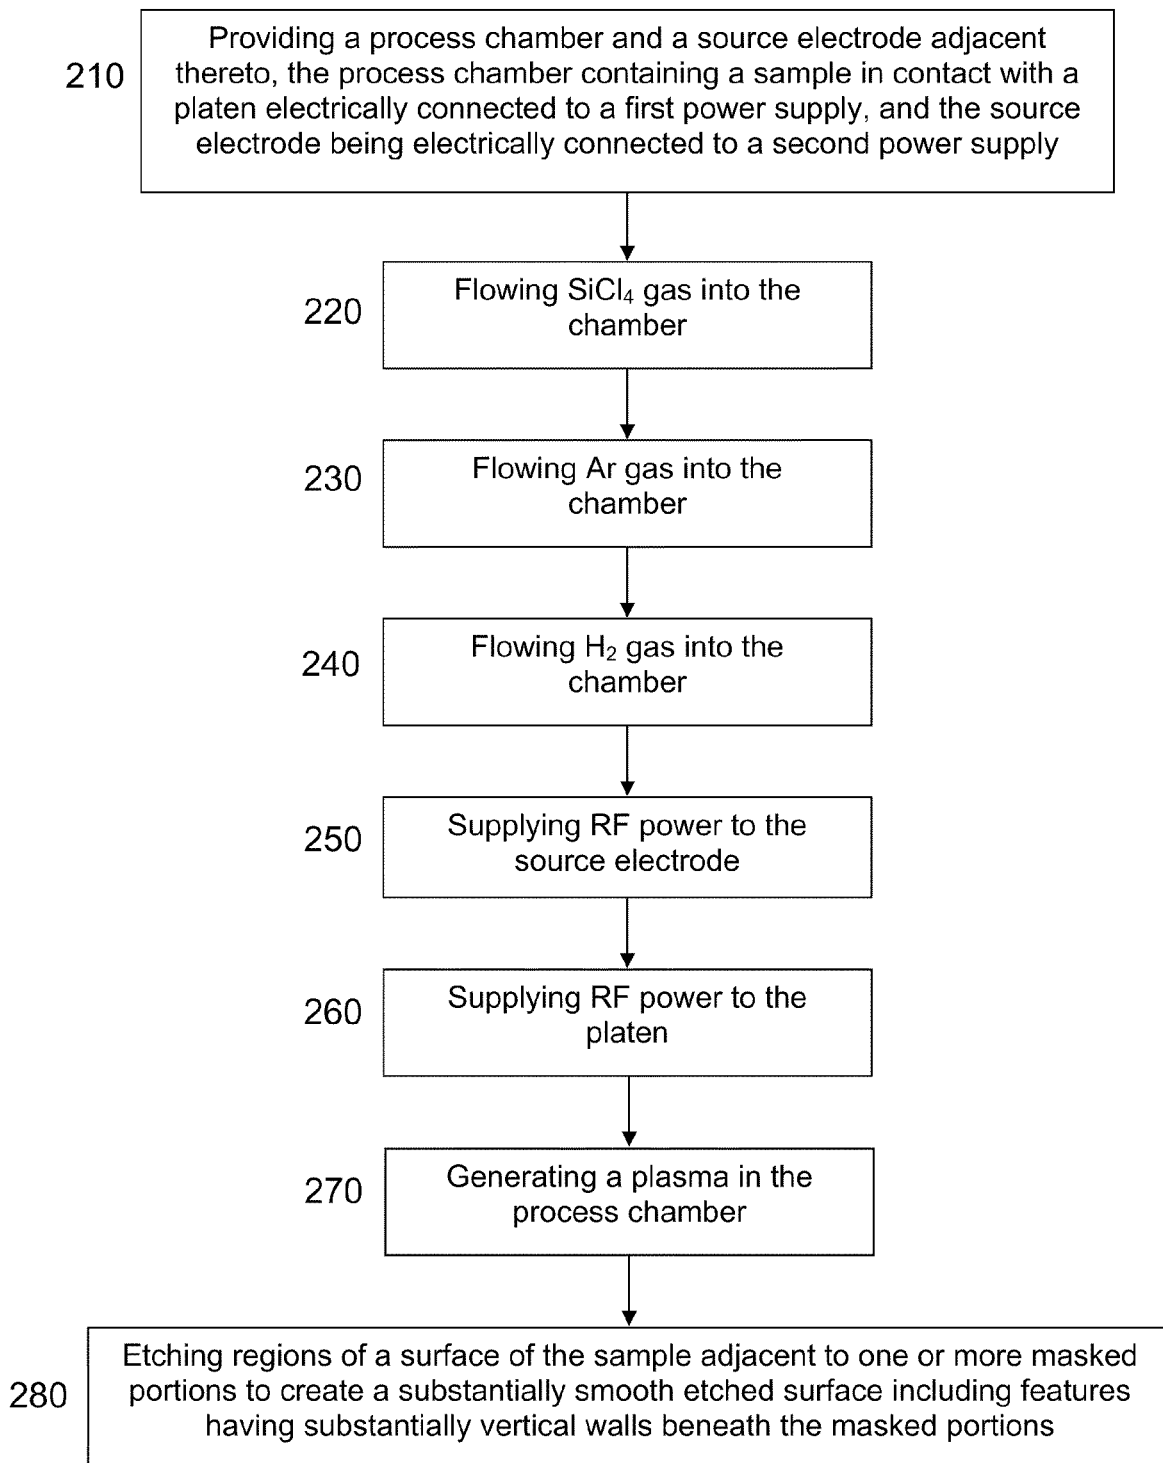 210
Providing a process chamber and a source electrode adjacent
thereto, the process chamber containing a sample in contact with a
platen electrically connected to a first power supply, and the source
electrode being electrically connected to a second power supply
220
Flowing SiCl₄ gas into the
chamber
230
Flowing Ar gas into the
chamber
240
Flowing H₂ gas into the
chamber
250
Supplying RF power to the
source electrode
260
Supplying RF power to the
platen
270
Generating a plasma in the
process chamber
280
Etching regions of a surface of the sample adjacent to one or more masked
portions to create a substantially smooth etched surface including features
having substantially vertical walls beneath the masked portions